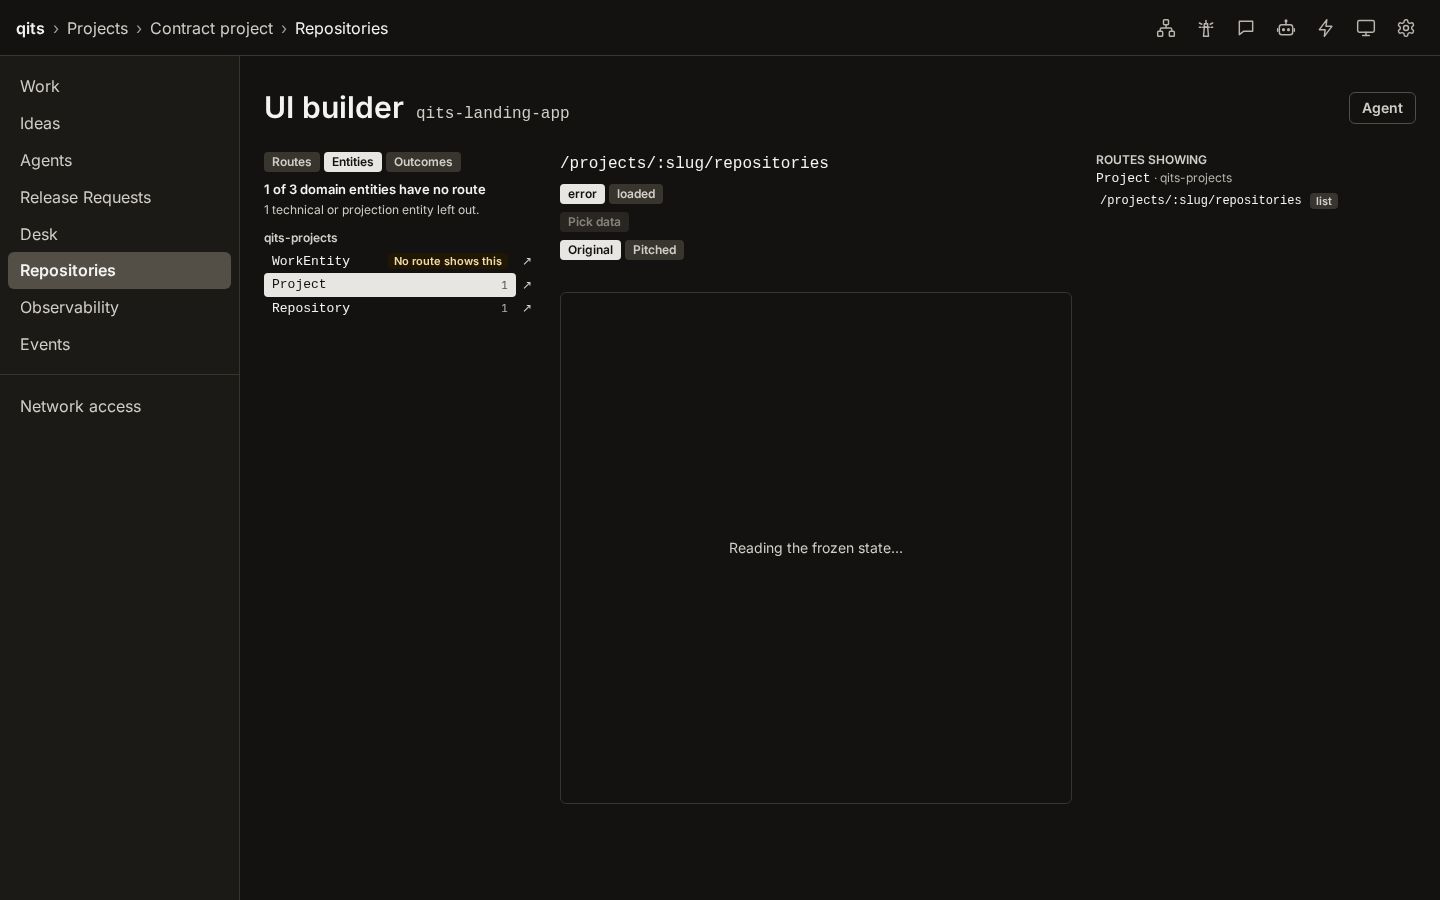 qits › Projects › Contract project › Repositories
Work
Ideas
Agents
Release Requests
Desk
Repositories
Observability
Events
Network access
UI builder qits-landing-app
Agent
Routes Entities Outcomes
1 of 3 domain entities have no route
1 technical or projection entity left out.
qits-projects
WorkEntity No route shows this ↗
Project 1 ↗
Repository 1 ↗
/projects/:slug/repositories
error loaded
Pick data
Original Pitched
Reading the frozen state...
ROUTES SHOWING
Project · qits-projects
/projects/:slug/repositories list